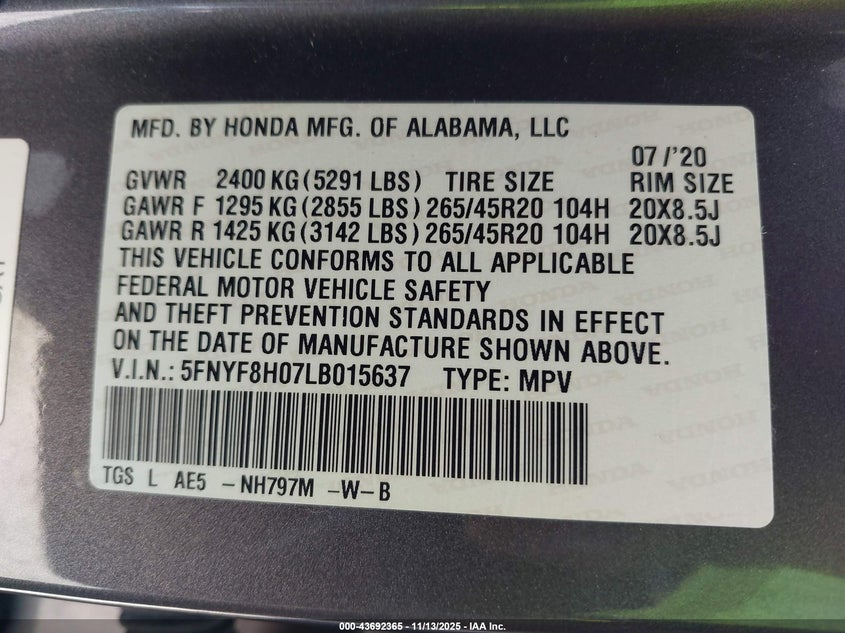 MFD. BY HONDA MFG. OF ALABAMA, LLC
07/'20
GVWR 2400 KG (5291 LBS) TIRE SIZE RIM SIZE
GAWR F 1295 KG (2855 LBS) 265/45R20 104H 20X8.5J
GAWR R 1425 KG (3142 LBS) 265/45R20 104H 20X8.5J
THIS VEHICLE CONFORMS TO ALL APPLICABLE
FEDERAL MOTOR VEHICLE SAFETY
AND THEFT PREVENTION STANDARDS IN EFFECT
ON THE DATE OF MANUFACTURE SHOWN ABOVE.
V.I.N.: 5FNYF8H07LB015637 TYPE: MPV
TGS L AE5 -NH797M -W-B
000-43692365 - 11/13/2025 - IAA Inc.